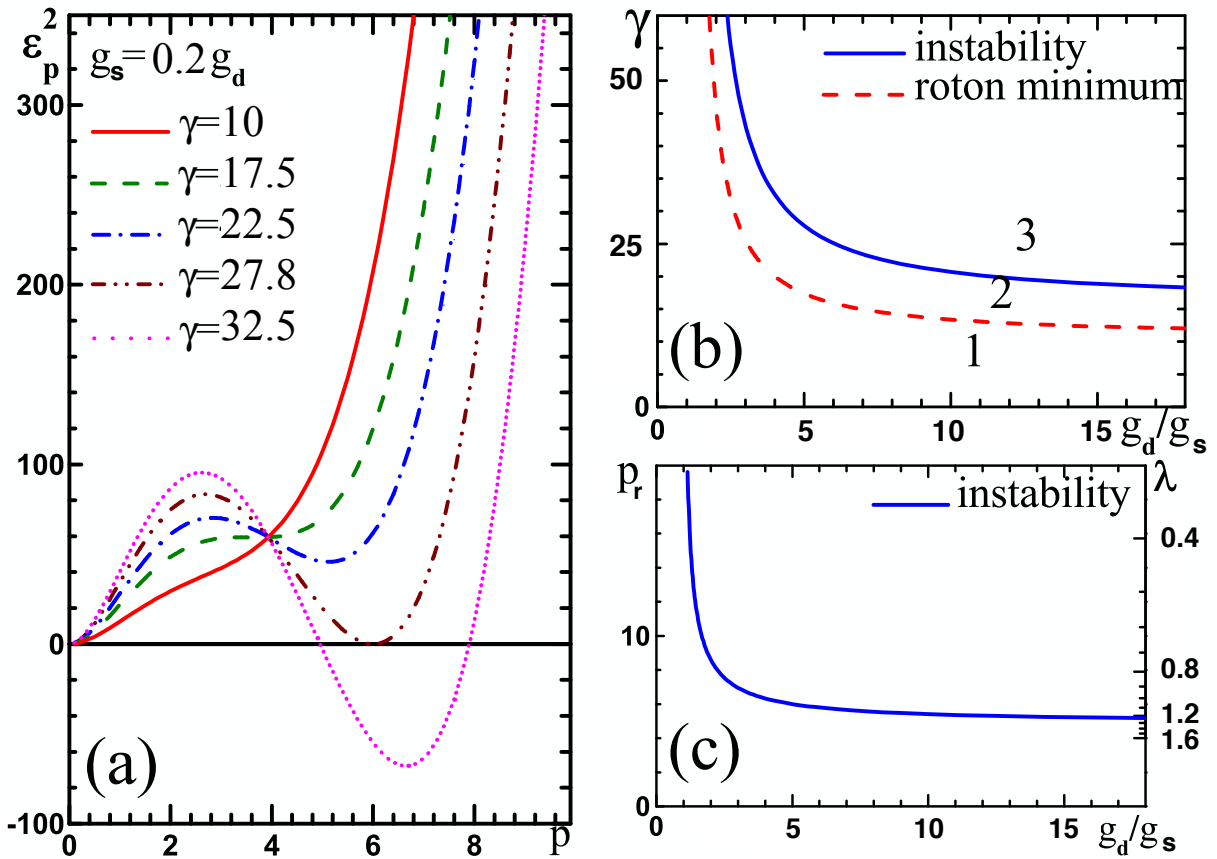 ε_p^2
g_s=0.2g_d
γ=10
γ=17.5
γ=22.5
γ=27.8
γ=32.5
300
200
100
0
-100
0 2 4 6 8 p
(a)
γ
instability
roton minimum
50
25
0
3
2
1
(b)
0 5 10 15 g_d/g_s
p_r
instability
λ
10
0
0.4
0.8
1.2
1.6
(c)
0 5 10 15
g_d/g_s